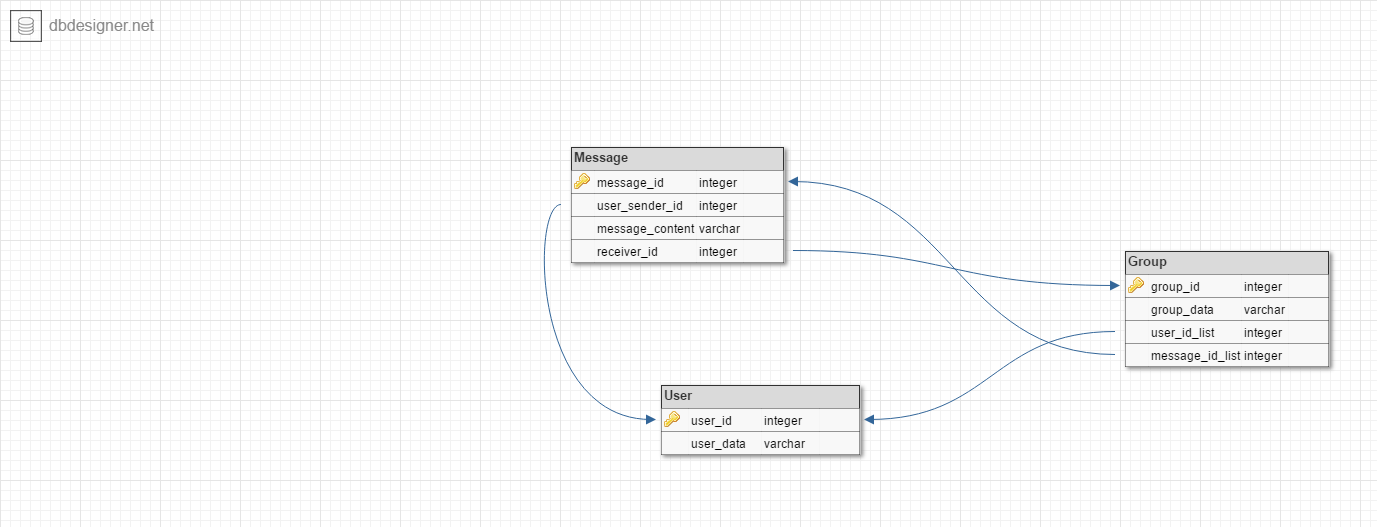 dbdesigner.net
Message
message_id integer
user_sender_id integer
message_content varchar
receiver_id integer
Group
group_id integer
group_data varchar
user_id_list integer
message_id_list integer
User
user_id integer
user_data varchar